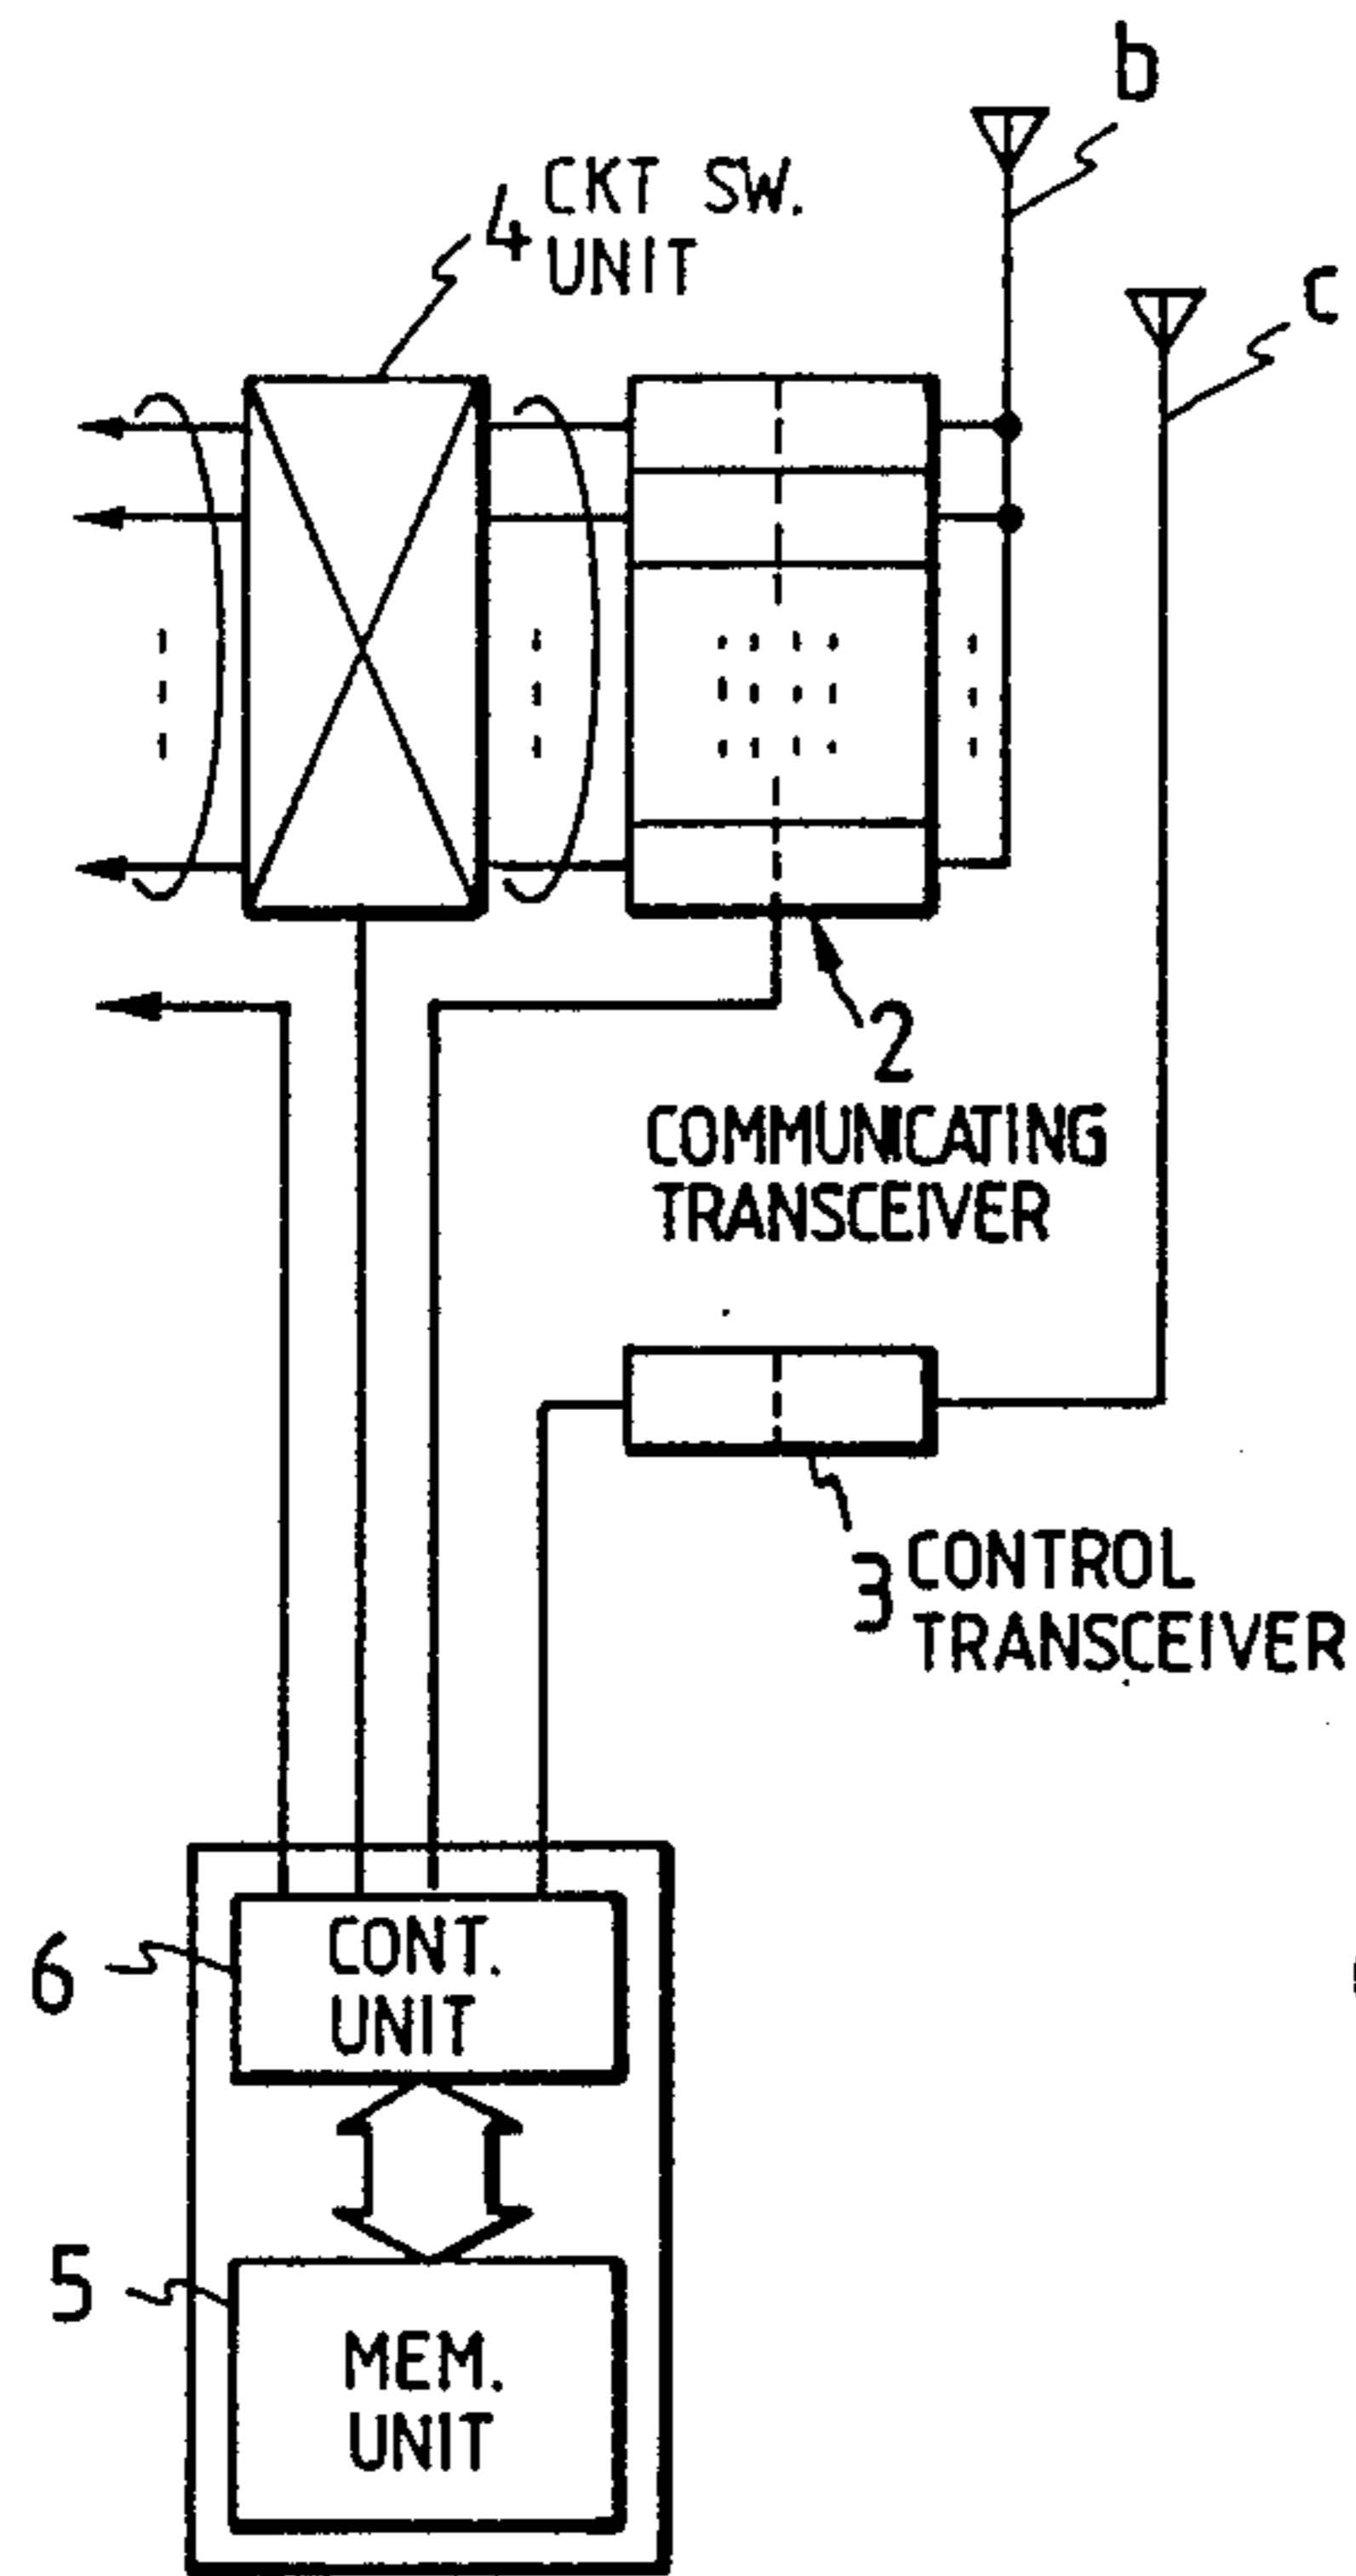 b
c
4 CKT SW.
UNIT
2
COMMUNICATING
TRANSCEIVER
3 CONTROL
TRANSCEIVER
6
CONT.
UNIT
5
MEM.
UNIT